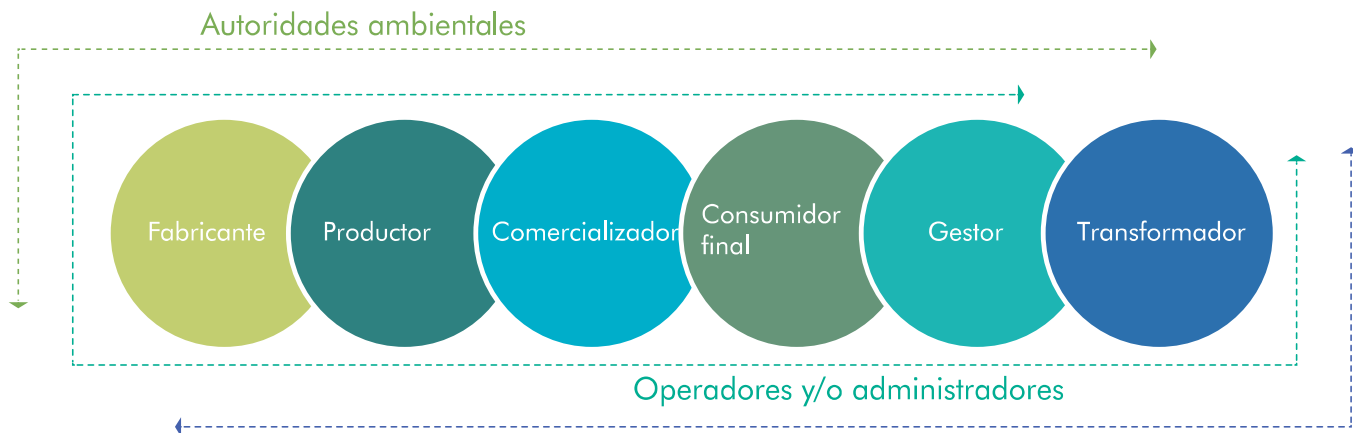 Autoridades ambientales
Fabricante
Productor
Comercializador
Consumidor
final
Gestor
Transformador
Operadores y/o administradores